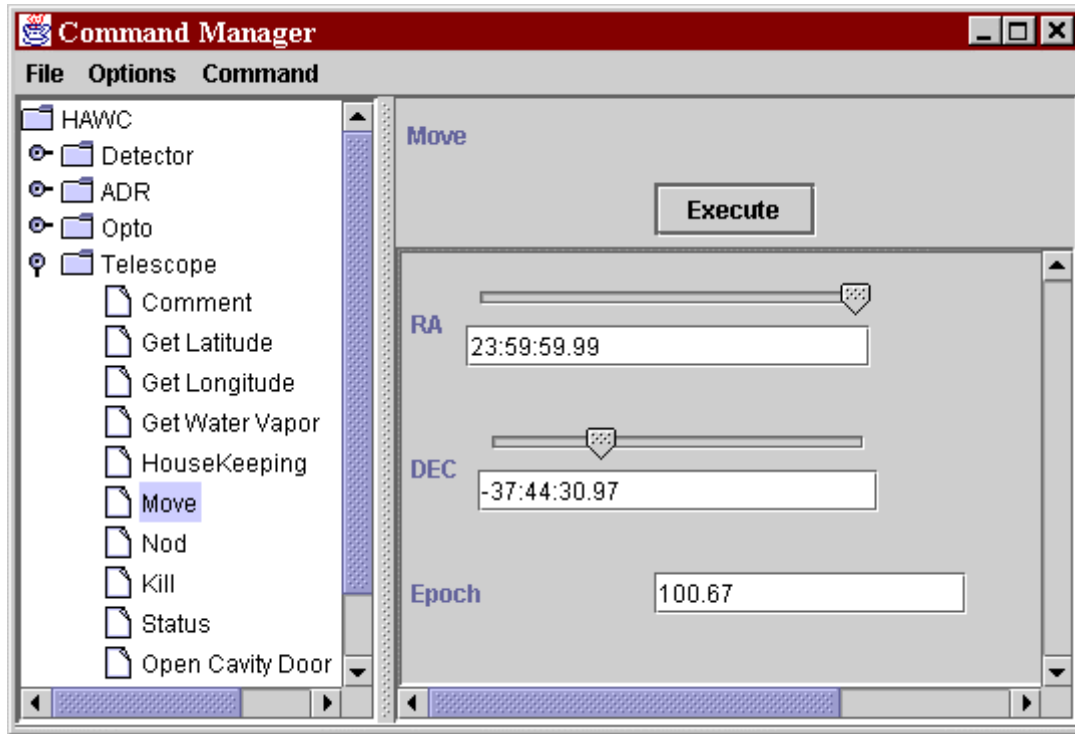 Command Manager
File Options Command
HAWC
Detector
ADR
Opto
Telescope
Comment
Get Latitude
Get Longitude
Get Water Vapor
HouseKeeping
Move
Nod
Kill
Status
Open Cavity Door
Move
Execute
RA
23:59:59.99
DEC
-37:44:30.97
Epoch
100.67